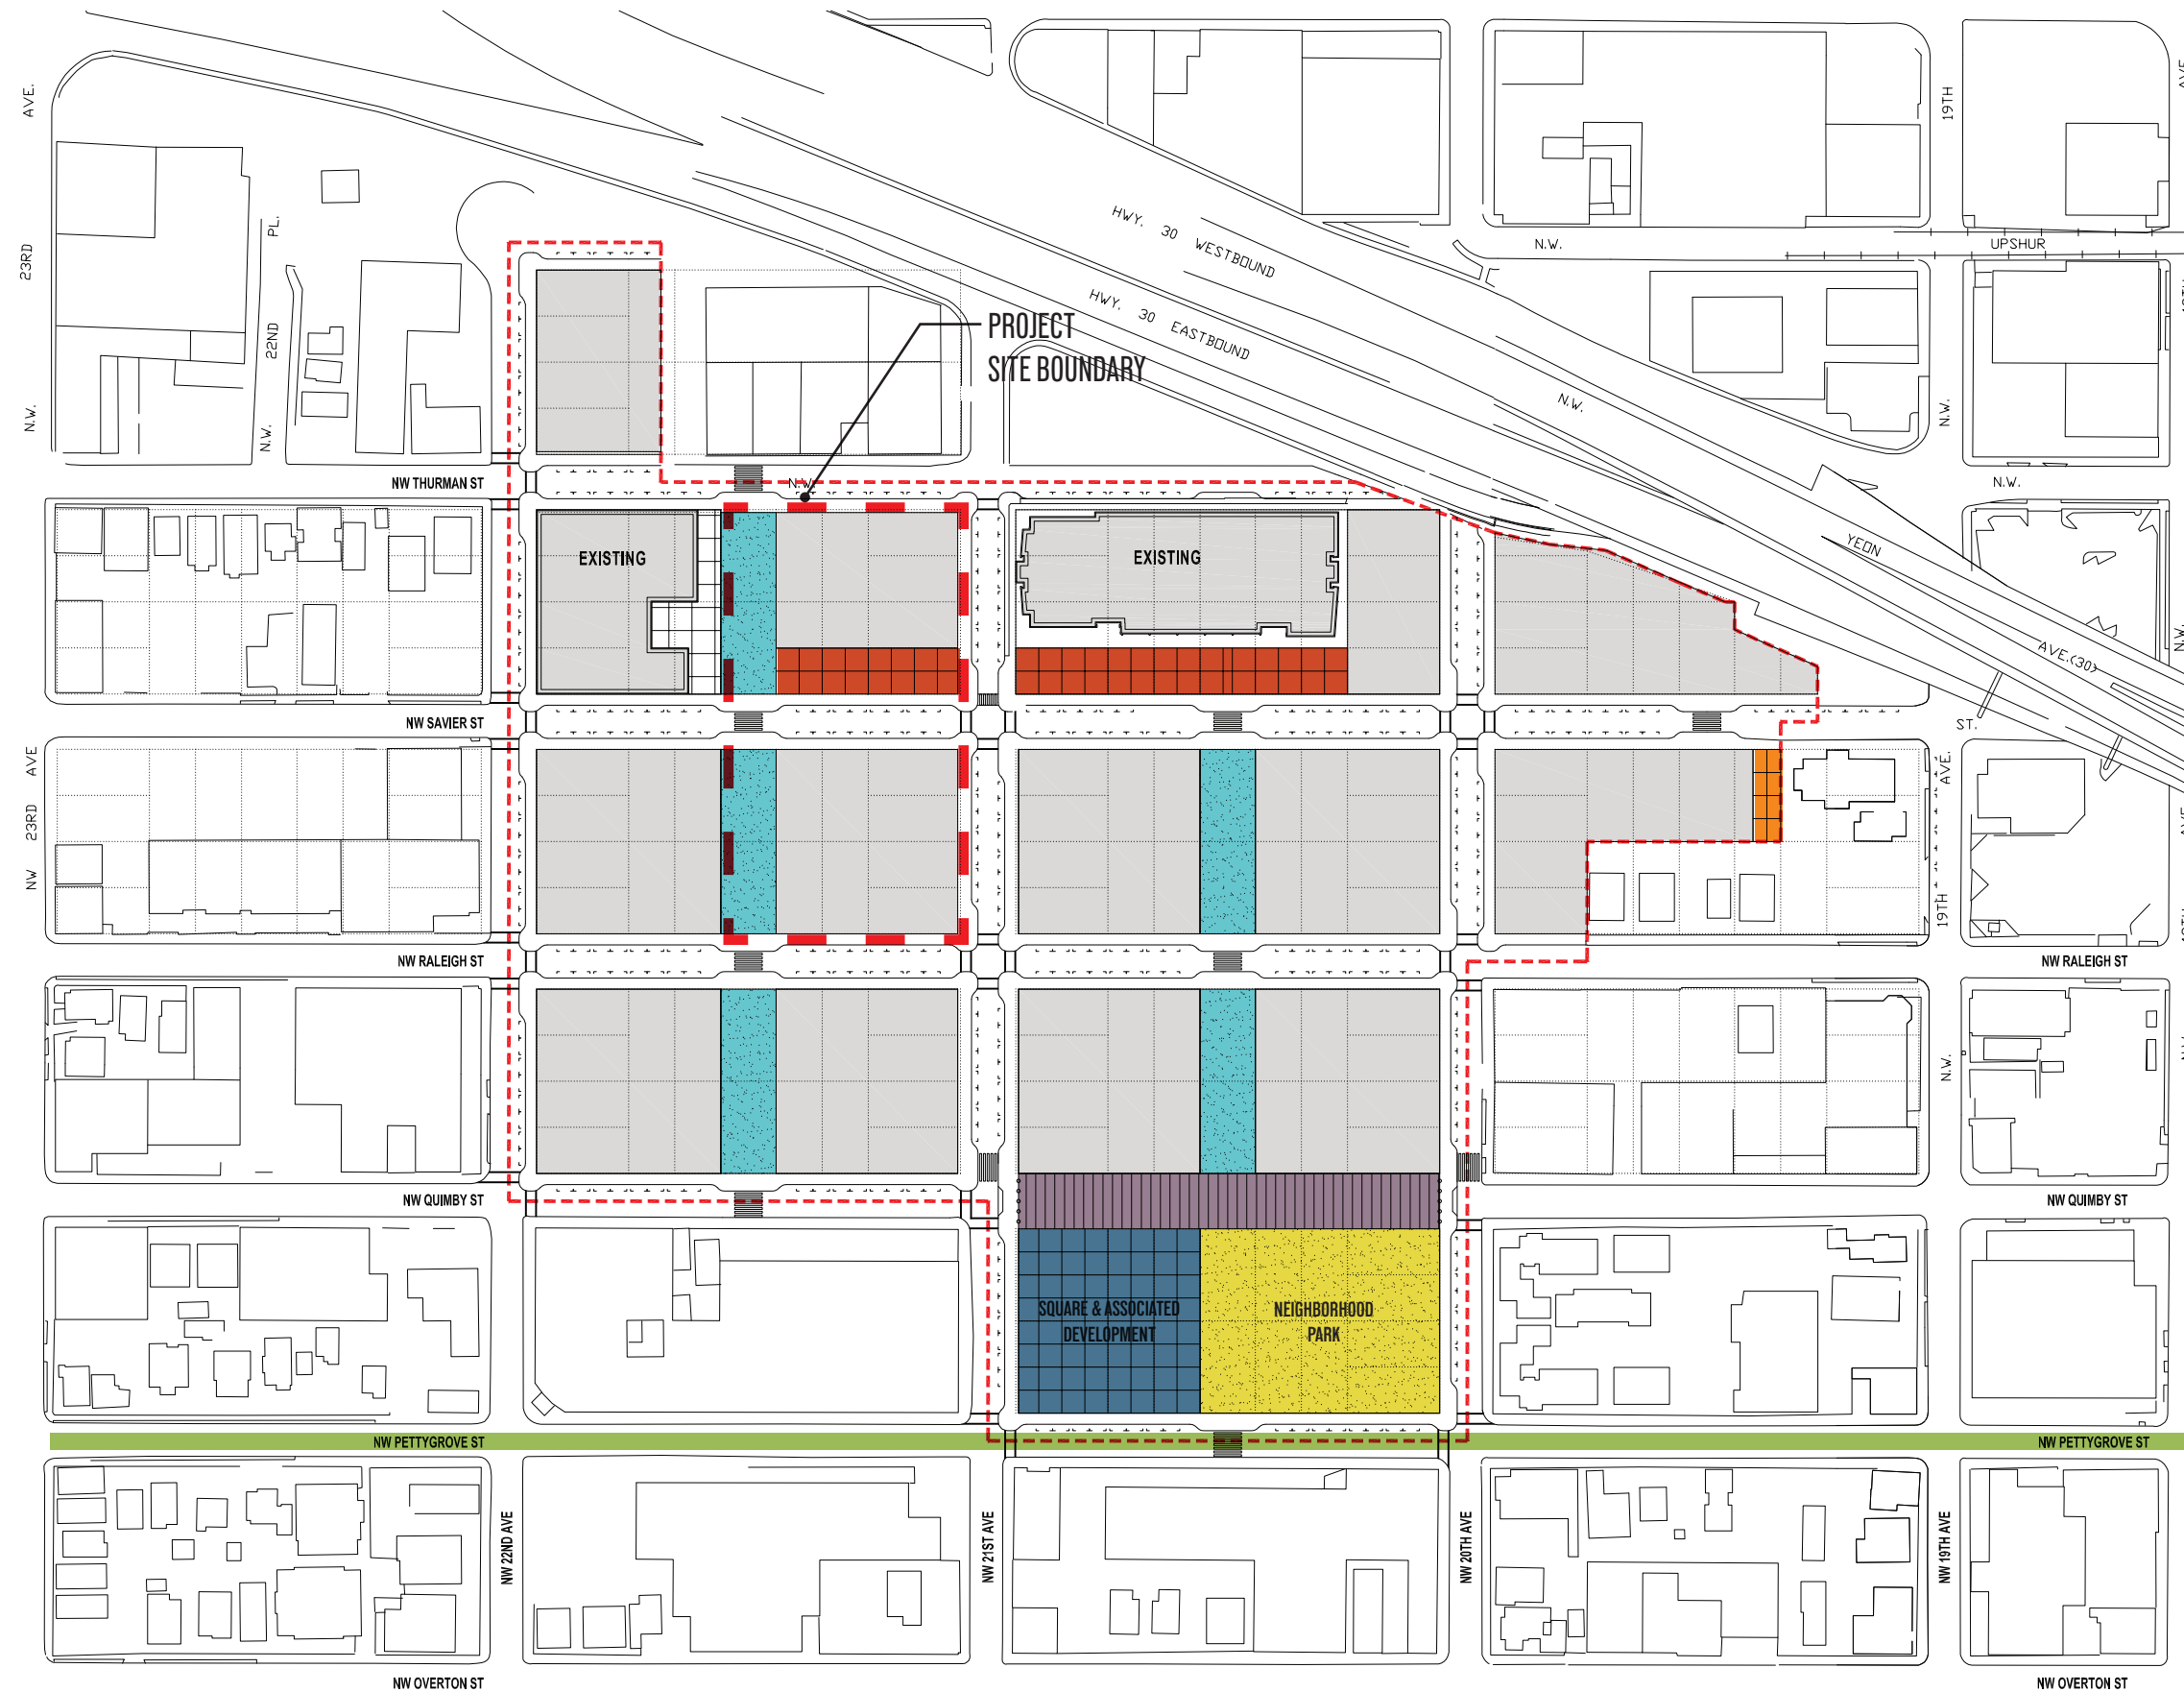 AVE.
19TH
23RD
HWY. 30 WESTBOUND
N.W.
UPSHUR
PL.
HWY. 30 EASTBOUND
PROJECT
SITE BOUNDARY
22ND
N.W.
N.W.
N.W.
N.W.
NW THURMAN ST
N.W.
N.W.
EXISTING
EXISTING
YEON
AVE.(30)
N.W.
NW SAVIER ST
ST.
AVE
23RD
NW
AVE.
19TH
NW RALEIGH ST
NW RALEIGH ST
N.W.
NW QUIMBY ST
NW QUIMBY ST
SQUARE & ASSOCIATED
DEVELOPMENT
NEIGHBORHOOD
PARK
NW PETTYGROVE ST
NW PETTYGROVE ST
NW 22ND AVE
NW 21ST AVE
NW 20TH AVE
NW 19TH AVE
NW OVERTON ST
NW OVERTON ST